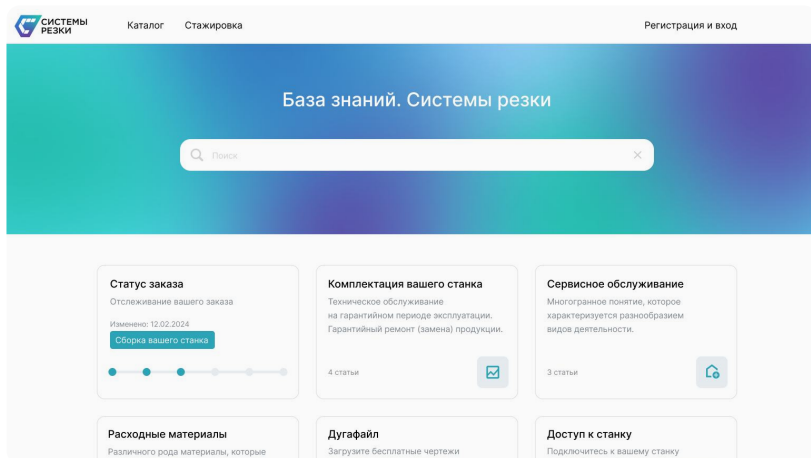 СИСТЕМЫ
РЕЗКИ
Каталог
Стажировка
Регистрация и вход
База знаний. Системы резки
Поиск
Статус заказа
Отслеживание вашего заказа
Изменено: 12.02.2024
Сборка вашего станка
Комплектация вашего станка
Техническое обслуживание
на гарантийном периоде эксплуатации.
Гарантийный ремонт (замена) продукции.
4 статьи
Сервисное обслуживание
Многогранное понятие, которое
характеризуется разнообразием
видов деятельности.
3 статьи
Расходные материалы
Различного рода материалы, которые
Дугафайл
Загрузите бесплатные чертежи
Доступ к станку
Подключитесь к вашему станку